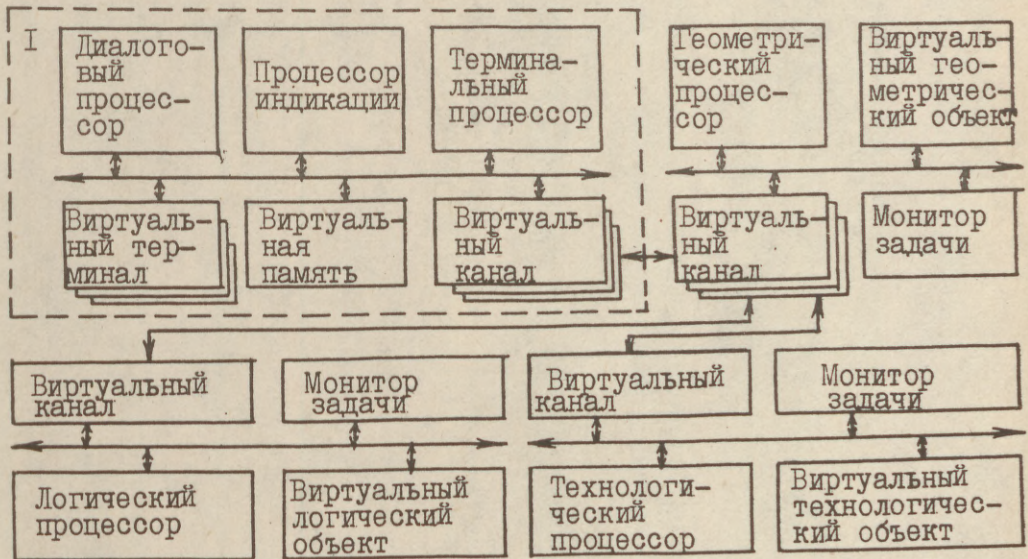 I
Диалого-
вый
процес-
сор
Процессор
индикации
Термина-
льный
процессор
Геометри-
ческий
процес-
сор
Виртуаль-
ный гео-
метричес-
кий объект
Виртуаль-
ный тер-
минал
Виртуаль-
ная
память
Виртуаль-
ный
канал
Виртуаль-
ный
канал
Монитор
задачи
Виртуальный
канал
Монитор
задачи
Виртуальный
канал
Монитор
задачи
Логический
процессор
Виртуальный
логический
объект
Технологи-
ческий
процессор
Виртуальный
технологичес-
кий объект